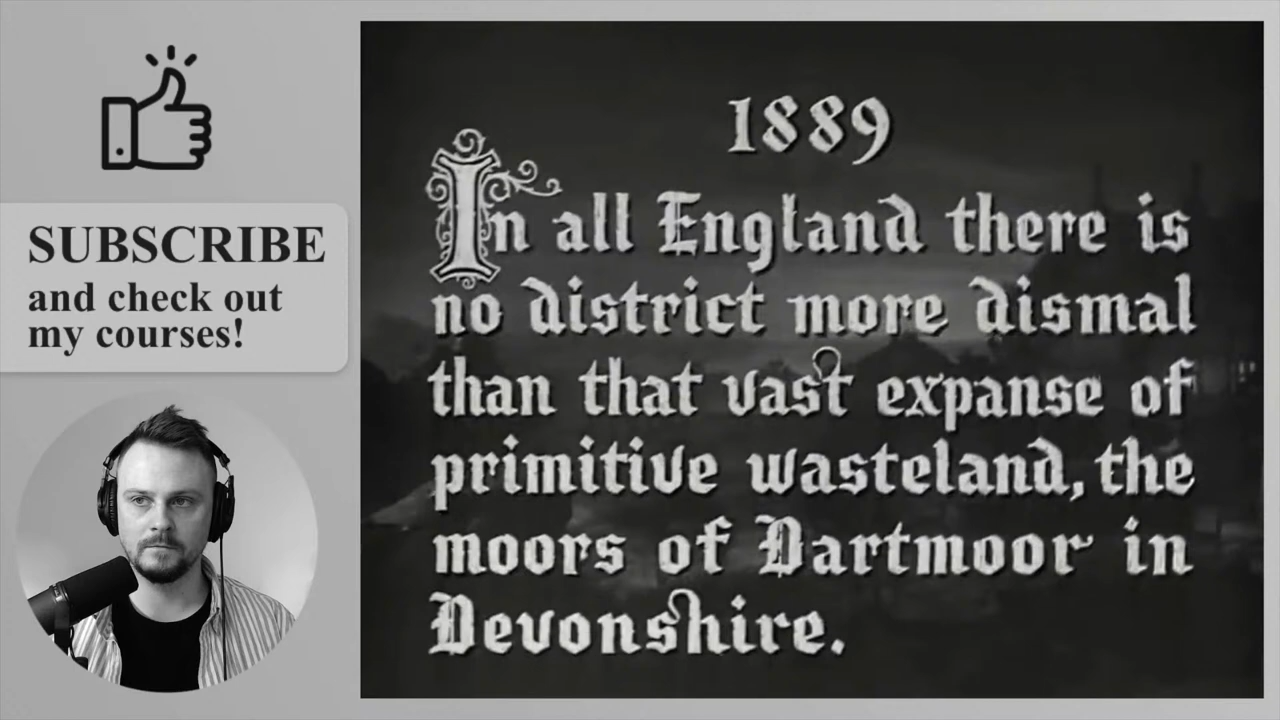 SUBSCRIBE
and check out
my courses!
1889
In all England there is
no district more dismal
than that vast expanse of
primitive wasteland, the
moors of Dartmoor in
Devonshire.